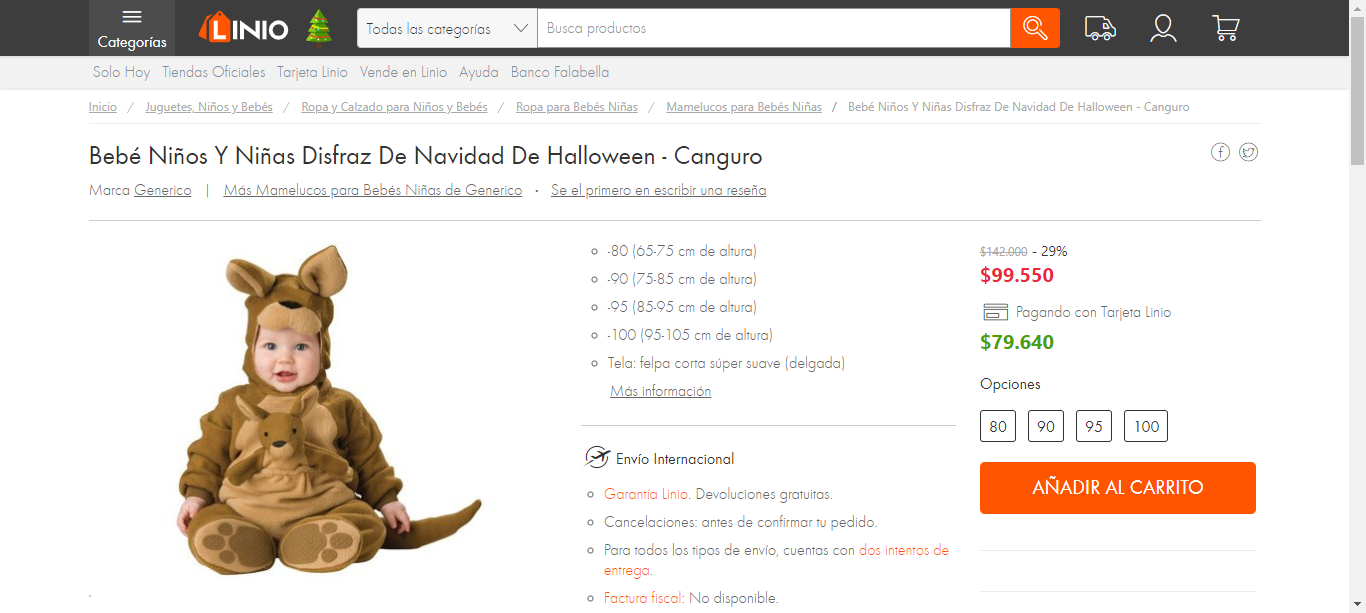 Categorías
LINIO
Todas las categorías
Busca productos
Solo Hoy Tiendas Oficiales Tarjeta Linio Vende en Linio Ayuda Banco Falabella
Inicio / Juguetes, Niños y Bebés / Ropa y Calzado para Niños y Bebés / Ropa para Bebés Niñas / Mamelucos para Bebés Niñas / Bebé Niños Y Niñas Disfraz De Navidad De Halloween - Canguro
Bebé Niños Y Niñas Disfraz De Navidad De Halloween - Canguro
Marca Generico | Más Mamelucos para Bebés Niñas de Generico · Se el primero en escribir una reseña
-80 (65-75 cm de altura)
-90 (75-85 cm de altura)
-95 (85-95 cm de altura)
-100 (95-105 cm de altura)
Tela: felpa corta súper suave (delgada)
Más información
Envío Internacional
Garantía Linio. Devoluciones gratuitas.
Cancelaciones: antes de confirmar tu pedido.
Para todos los tipos de envío, cuentas con dos intentos de
entrega.
Factura fiscal: No disponible.
$142.000 - 29%
$99.550
Pagando con Tarjeta Linio
$79.640
Opciones
80 90 95 100
AÑADIR AL CARRITO